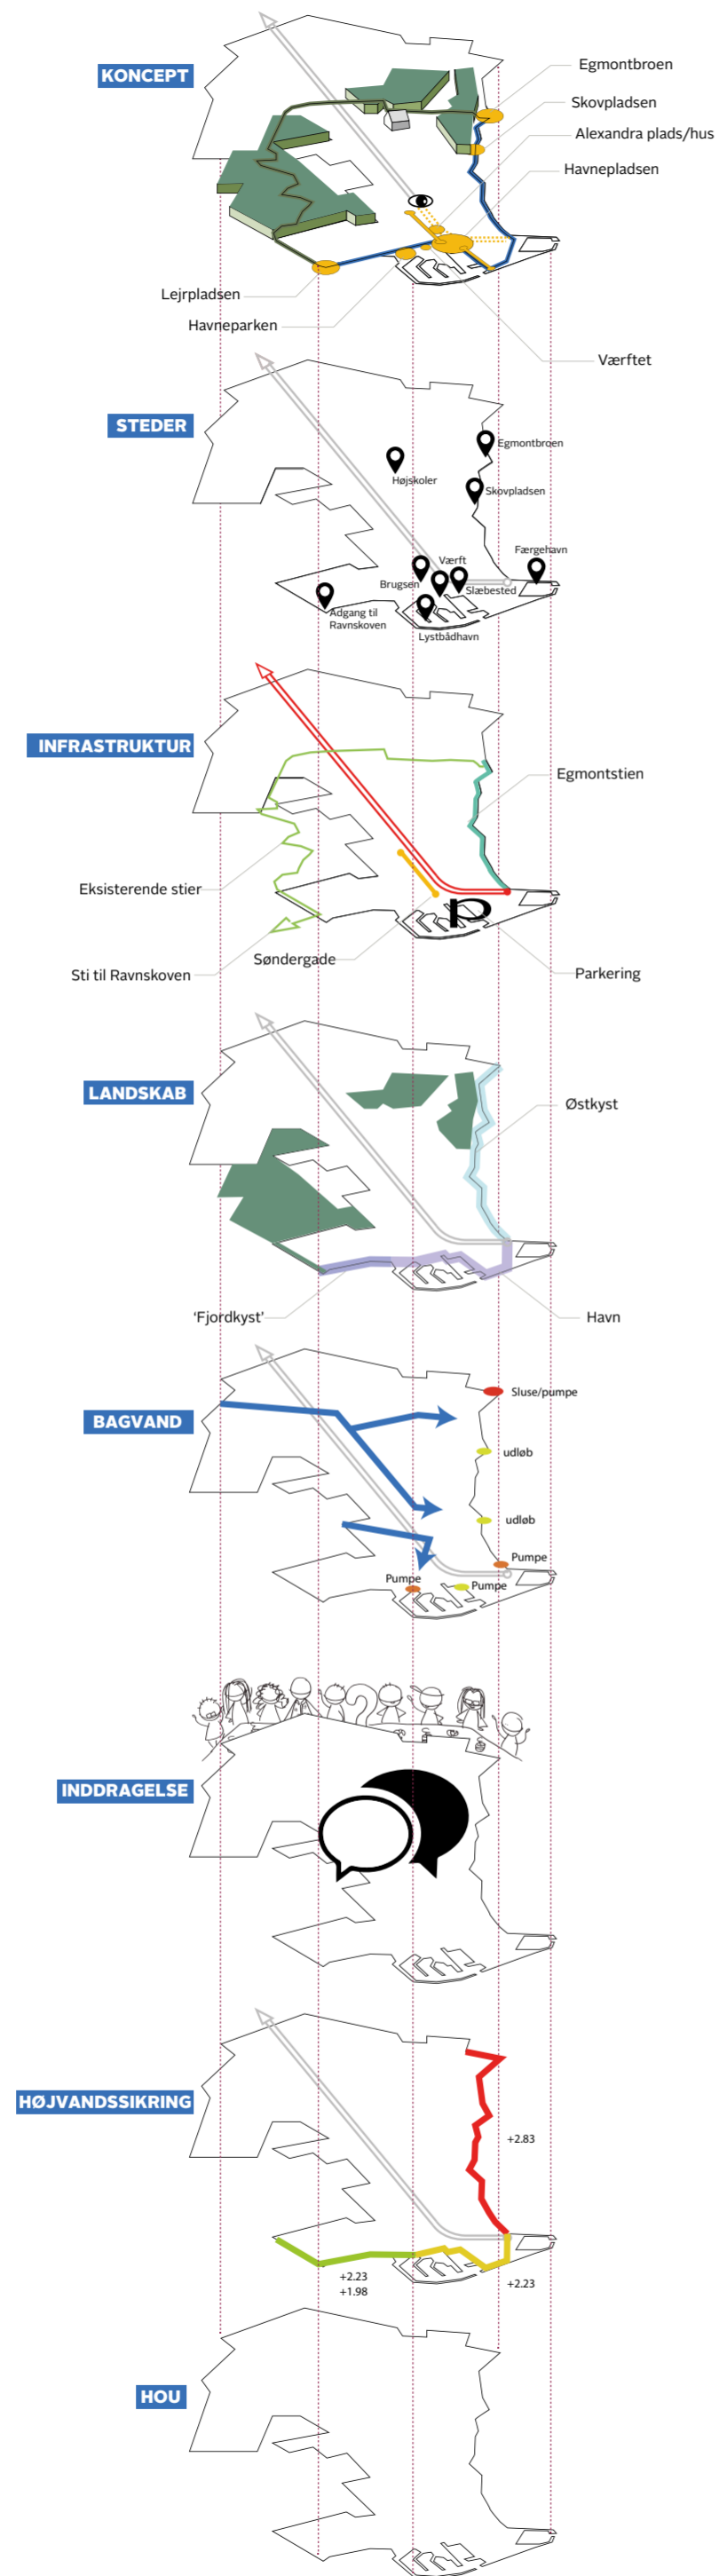 KONCEPT
Egmontbroen
Skovpladsen
Alexandra plads/hus
Havnepladsen
Lejrpladsen
Havneparken
Værftet
STEDER
Egmontbroen
Højskoler
Skovpladsen
Færgehavn
Værft
Brugsen
Slæbested
Adgang til
Ravnskoven
Lystbådhavn
INFRASTRUKTUR
Egmontstien
Eksisterende stier
P
Søndergade
Sti til Ravnskoven
Parkering
LANDSKAB
Østkyst
'Fjordkyst'
Havn
BAGVAND
Sluse/pumpe
udløb
udløb
Pumpe
Pumpe
Pumpe
INDDRAGELSE
HØJVANDSSIKRING
+2.83
+2.23
+1.98
+2.23
HOU